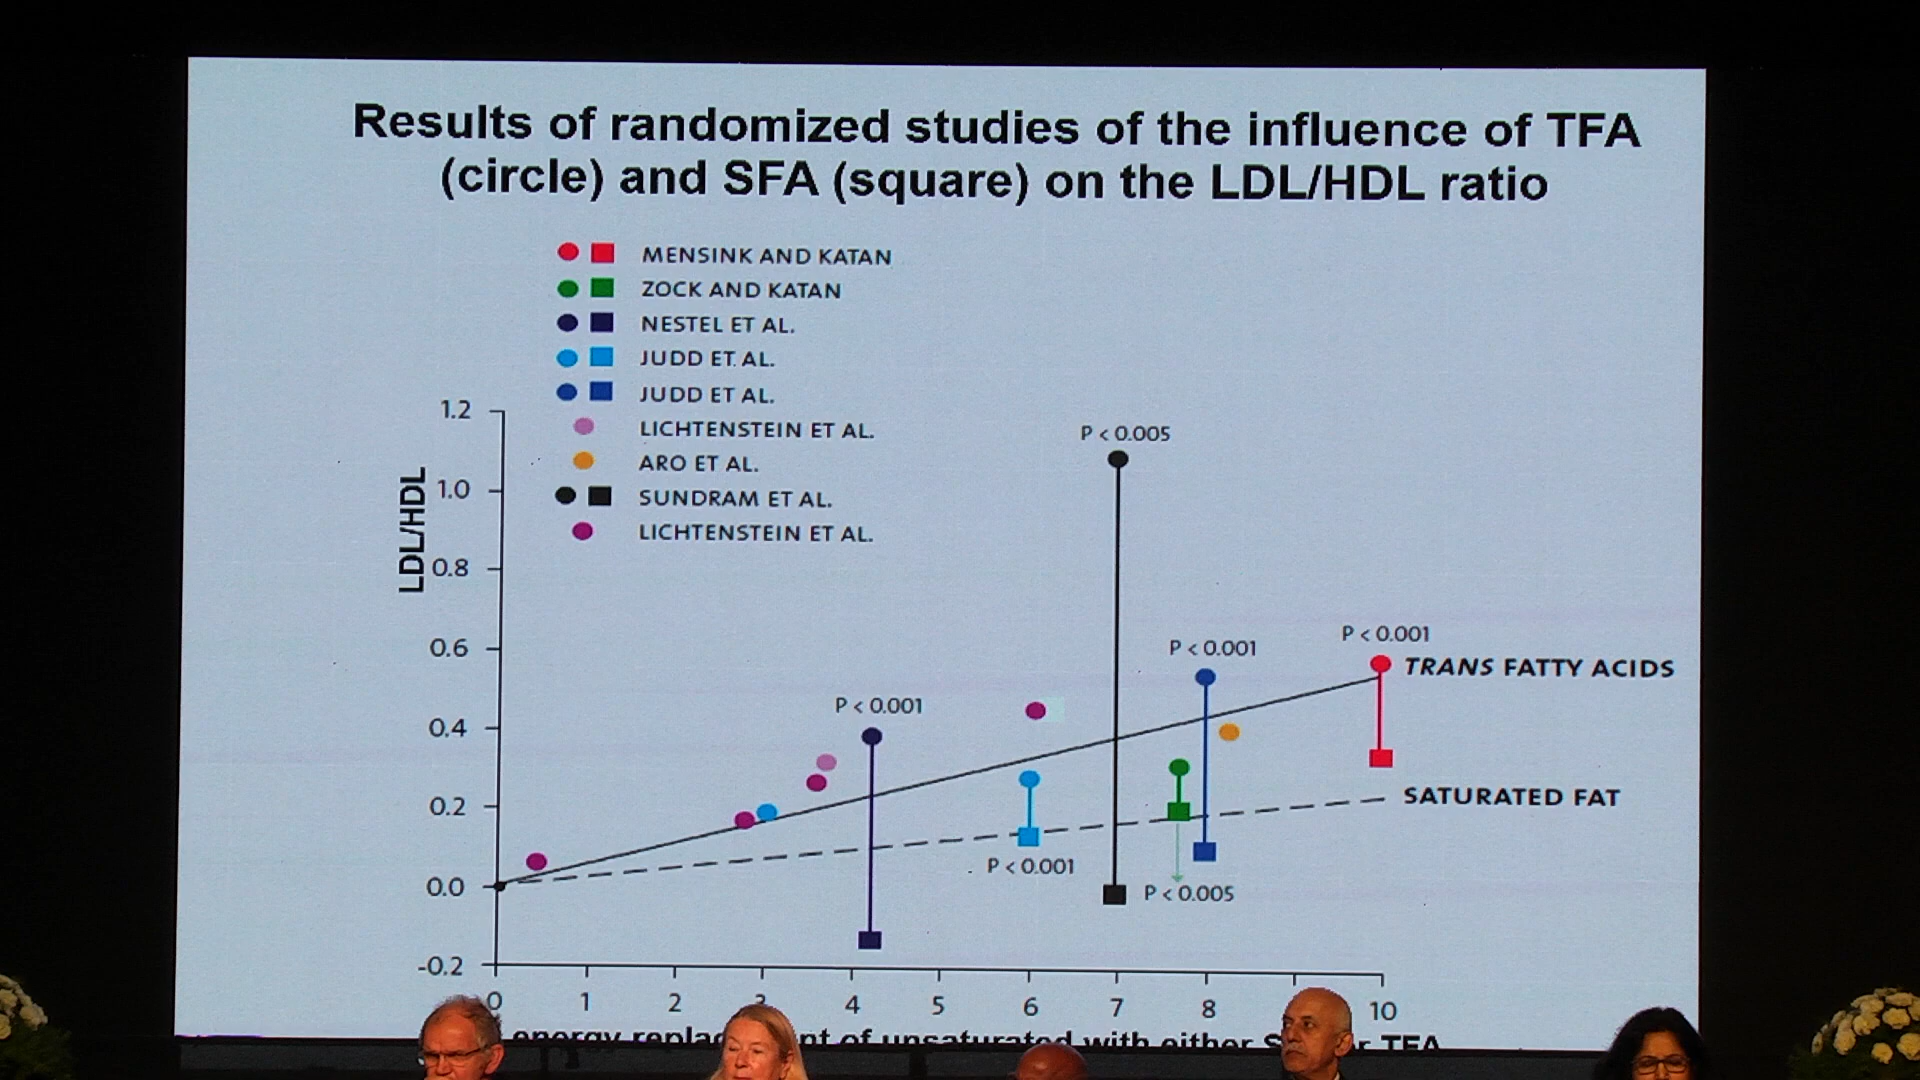 Results of randomized studies of the influence of TFA
(circle) and SFA (square) on the LDL/HDL ratio
MENSINK AND KATAN
ZOCK AND KATAN
NESTEL ET AL.
JUDD ET. AL.
JUDD ET AL.
LICHTENSTEIN ET AL.
ARO ET AL.
SUNDRAM ET AL.
LICHTENSTEIN ET AL.
LDL/HDL
1.2
1.0
0.8
0.6
0.4
0.2
0.0
-0.2
P < 0.005
P < 0.001
P < 0.001
P < 0.001
TRANS FATTY ACIDS
SATURATED FAT
P < 0.001
P < 0.005
0 1 2 3 4 5 6 7 8 10
energy of unsaturated with either TFA